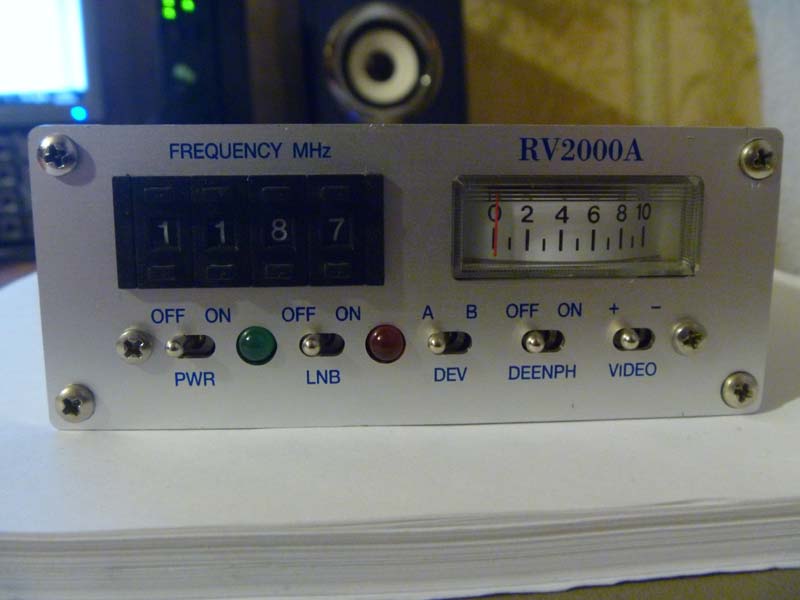 FREQUENCY MHz
RV2000A
1 1 8 7
0 2 4 6 8 10
OFF ON OFF ON A B OFF ON + -
PWR LNB DEV DEENPH VIDEO